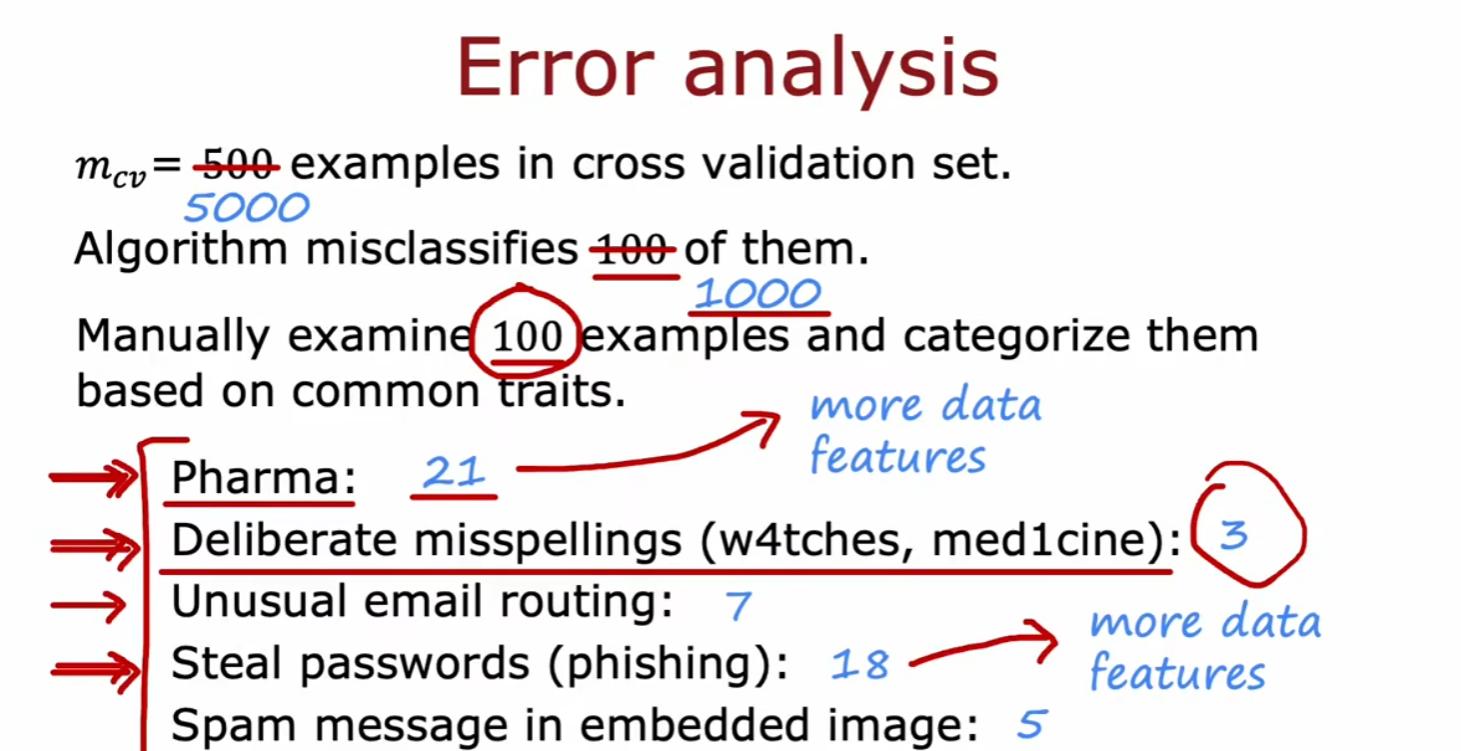 Error analysis
m_cv = 500 examples in cross validation set.
5000
Algorithm misclassifies 100 of them.
1000
Manually examine 100 examples and categorize them
based on common traits.
more data
features
Pharma: 21
Deliberate misspellings (w4tches, med1cine): 3
Unusual email routing: 7
Steal passwords (phishing): 18
more data
features
Spam message in embedded image: 5